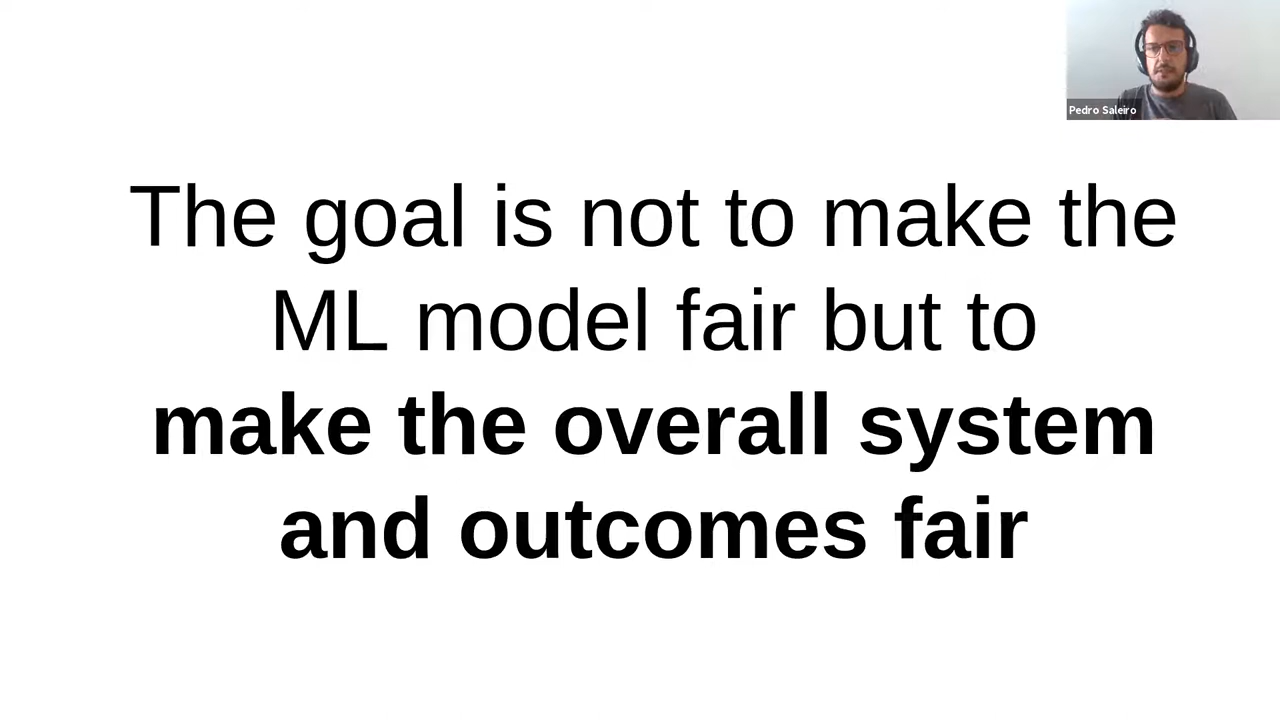 Pedro Saleiro
The goal is not to make the
ML model fair but to
make the overall system
and outcomes fair